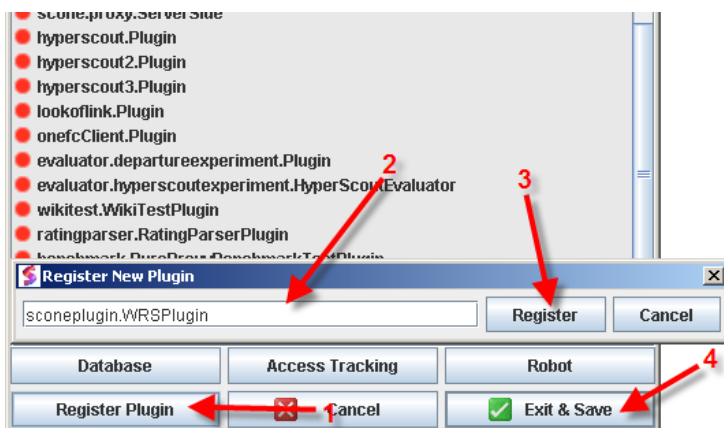 scone.proxy.ServerSide
hyperscout.Plugin
hyperscout2.Plugin
hyperscout3.Plugin
lookoflink.Plugin
onefcClient.Plugin
evaluator.departureexperiment.Plugin
2
evaluator.hyperscoutexperiment.HyperScoutEvaluator
3
wikitest.WikiTestPlugin
ratingparser.RatingParserPlugin
Register New Plugin
sconeplugin.WRSPlugin
Register
Cancel
Database
Access Tracking
Robot
4
Register Plugin
1
Cancel
Exit & Save